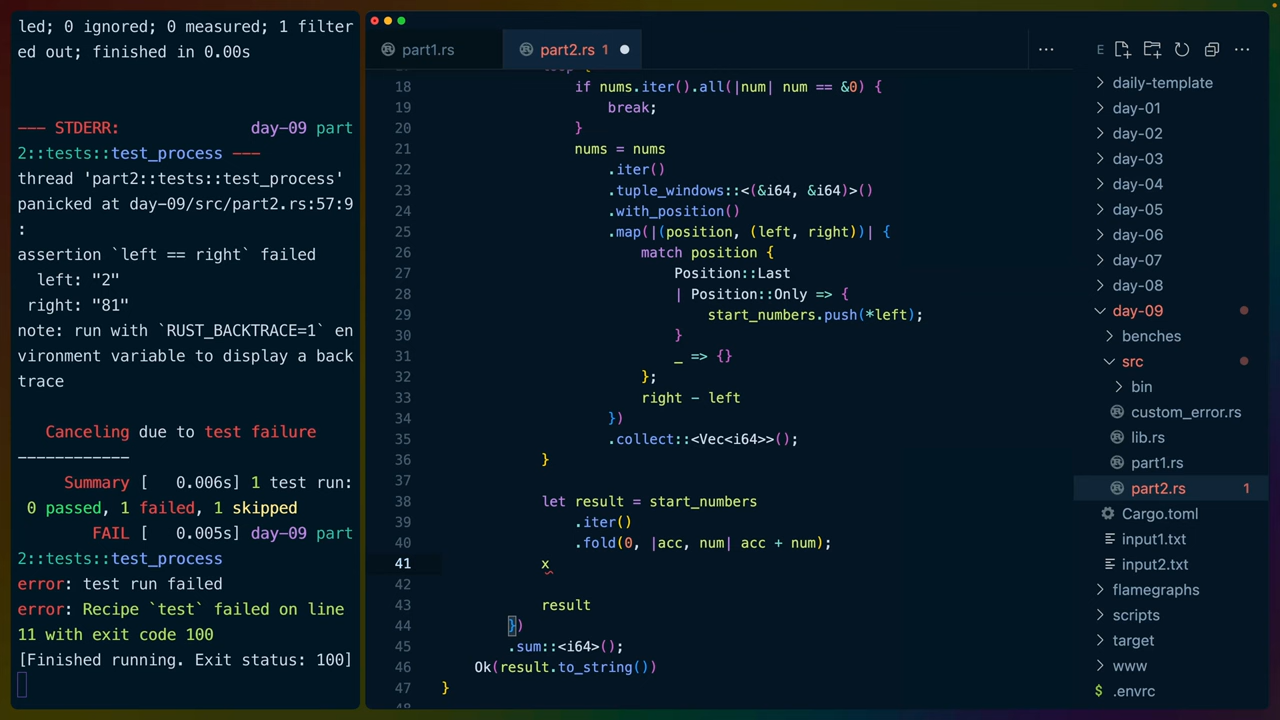 led; 0 ignored; 0 measured; 1 filter
ed out; finished in 0.00s
——— STDERR: day-09 part
2::tests::test_process ———
thread 'part2::tests::test_process'
panicked at day-09/src/part2.rs:57:9
:
assertion `left == right` failed
left: "2"
right: "81"
note: run with `RUST_BACKTRACE=1` en
vironment variable to display a back
trace
Canceling due to test failure
————————————
Summary [ 0.006s] 1 test run:
0 passed, 1 failed, 1 skipped
FAIL [ 0.005s] day-09 part
2::tests::test_process
error: test run failed
error: Recipe `test` failed on line
11 with exit code 100
[Finished running. Exit status: 100]
part1.rs
part2.rs 1
18 if nums.iter().all(|num| num == &0) {
19 break;
20 }
21 nums = nums
22 .iter()
23 .tuple_windows::<(&i64, &i64)>()
24 .with_position()
25 .map(|(position, (left, right))| {
26 match position {
27 Position::Last
28 | Position::Only => {
29 start_numbers.push(*left);
30 }
31 _ => {}
32 };
33 right - left
34 })
35 .collect::<Vec<i64>>();
36 }
37
38 let result = start_numbers
39 .iter()
40 .fold(0, |acc, num| acc + num);
41 x
42
43 result
44 })
45 .sum::<i64>();
46 Ok(result.to_string())
47 }
E
daily-template
day-01
day-02
day-03
day-04
day-05
day-06
day-07
day-08
day-09
benches
src
bin
custom_error.rs
lib.rs
part1.rs
part2.rs 1
Cargo.toml
input1.txt
input2.txt
flamegraphs
scripts
target
www
.envrc